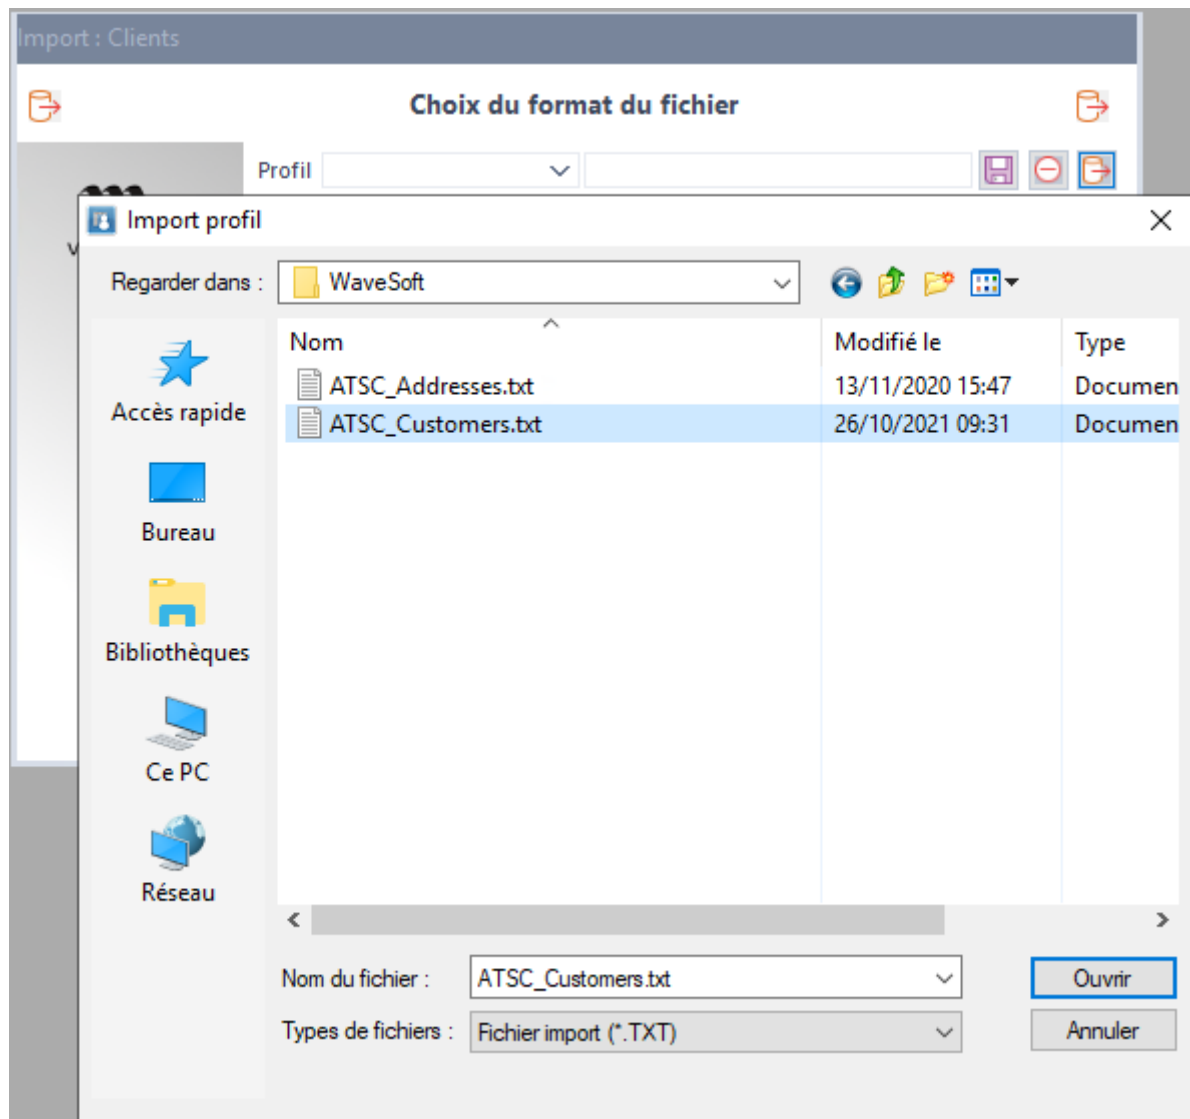 Import : Clients
Choix du format du fichier
Profil
Import profil
Regarder dans :
WaveSoft
Nom
Modifié le
Type
ATSC_Addresses.txt
13/11/2020 15:47
Documen
ATSC_Customers.txt
26/10/2021 09:31
Documen
Accès rapide
Bureau
Bibliothèques
Ce PC
Réseau
Nom du fichier :
ATSC_Customers.txt
Ouvrir
Types de fichiers :
Fichier import (*.TXT)
Annuler